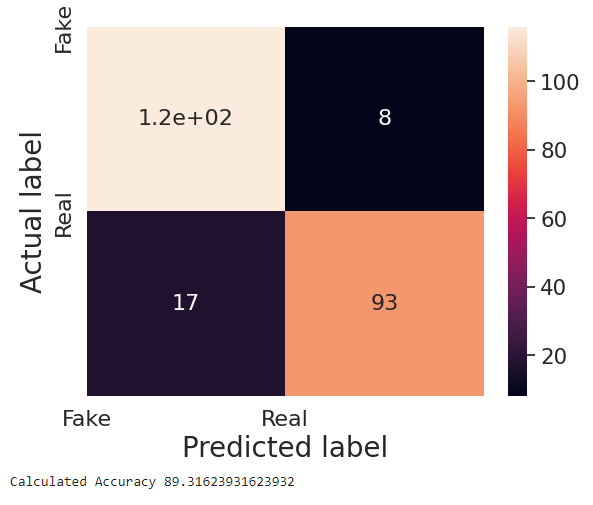 Fake
1.2e+02 8
Real
17 93
Actual label
Fake Real
Predicted label
100
80
60
40
20
Calculated Accuracy 89.31623931623932